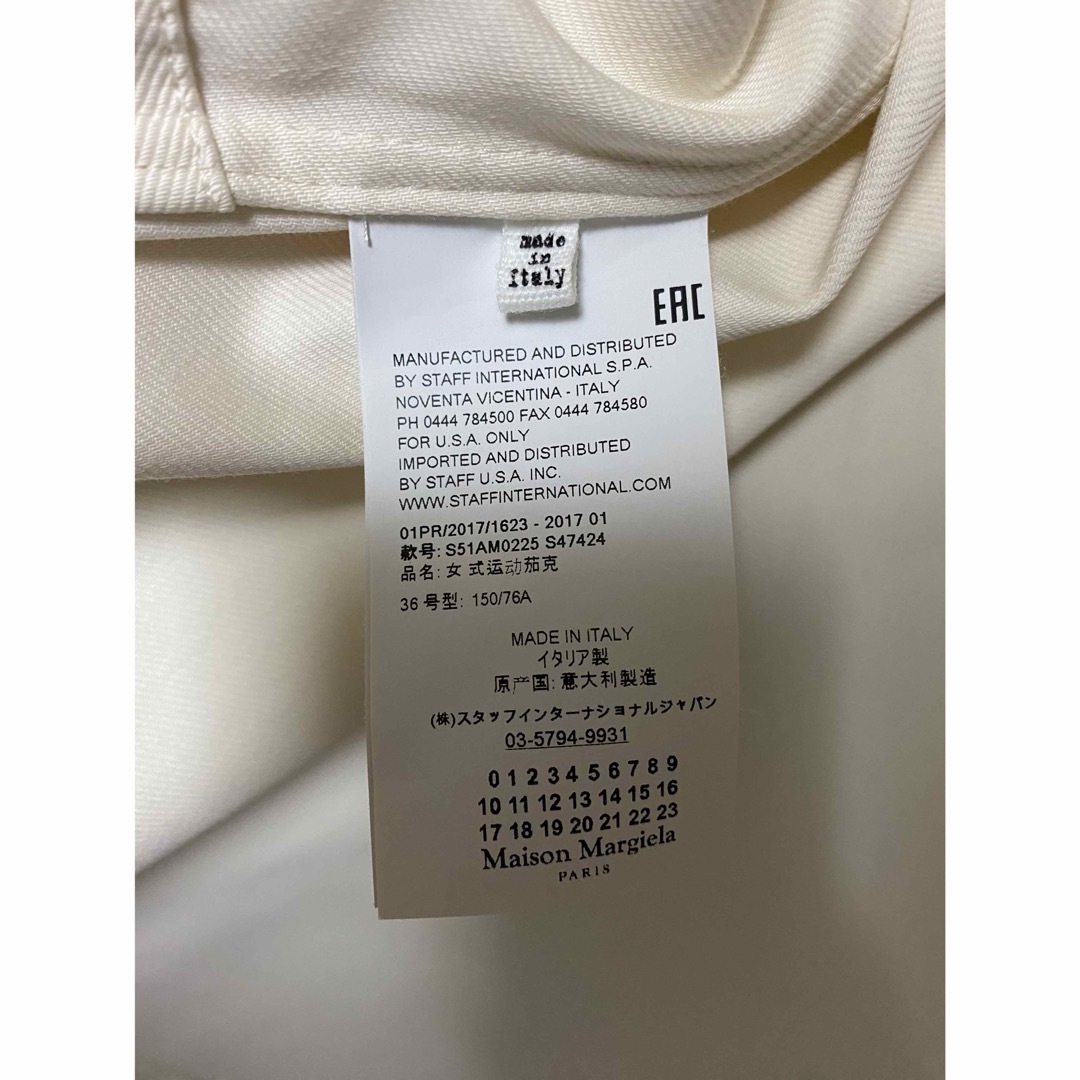 made
in
Italy
EAC
MANUFACTURED AND DISTRIBUTED
BY STAFF INTERNATIONAL S.P.A.
NOVENTA VICENTINA - ITALY
PH 0444 784500 FAX 0444 784580
FOR U.S.A. ONLY
IMPORTED AND DISTRIBUTED
BY STAFF U.S.A. INC.
WWW.STAFFINTERNATIONAL.COM
01PR/2017/1623 - 2017 01
款号: S51AM0225 S47424
品名: 女式运动茄克
36 号型: 150/76A
MADE IN ITALY
イタリア製
原产国: 意大利製造
(株)スタッフインターナショナルジャパン
03-5794-9931
0 1 2 3 4 5 6 7 8 9
10 11 12 13 14 15 16
17 18 19 20 21 22 23
Maison Margiela
PARIS